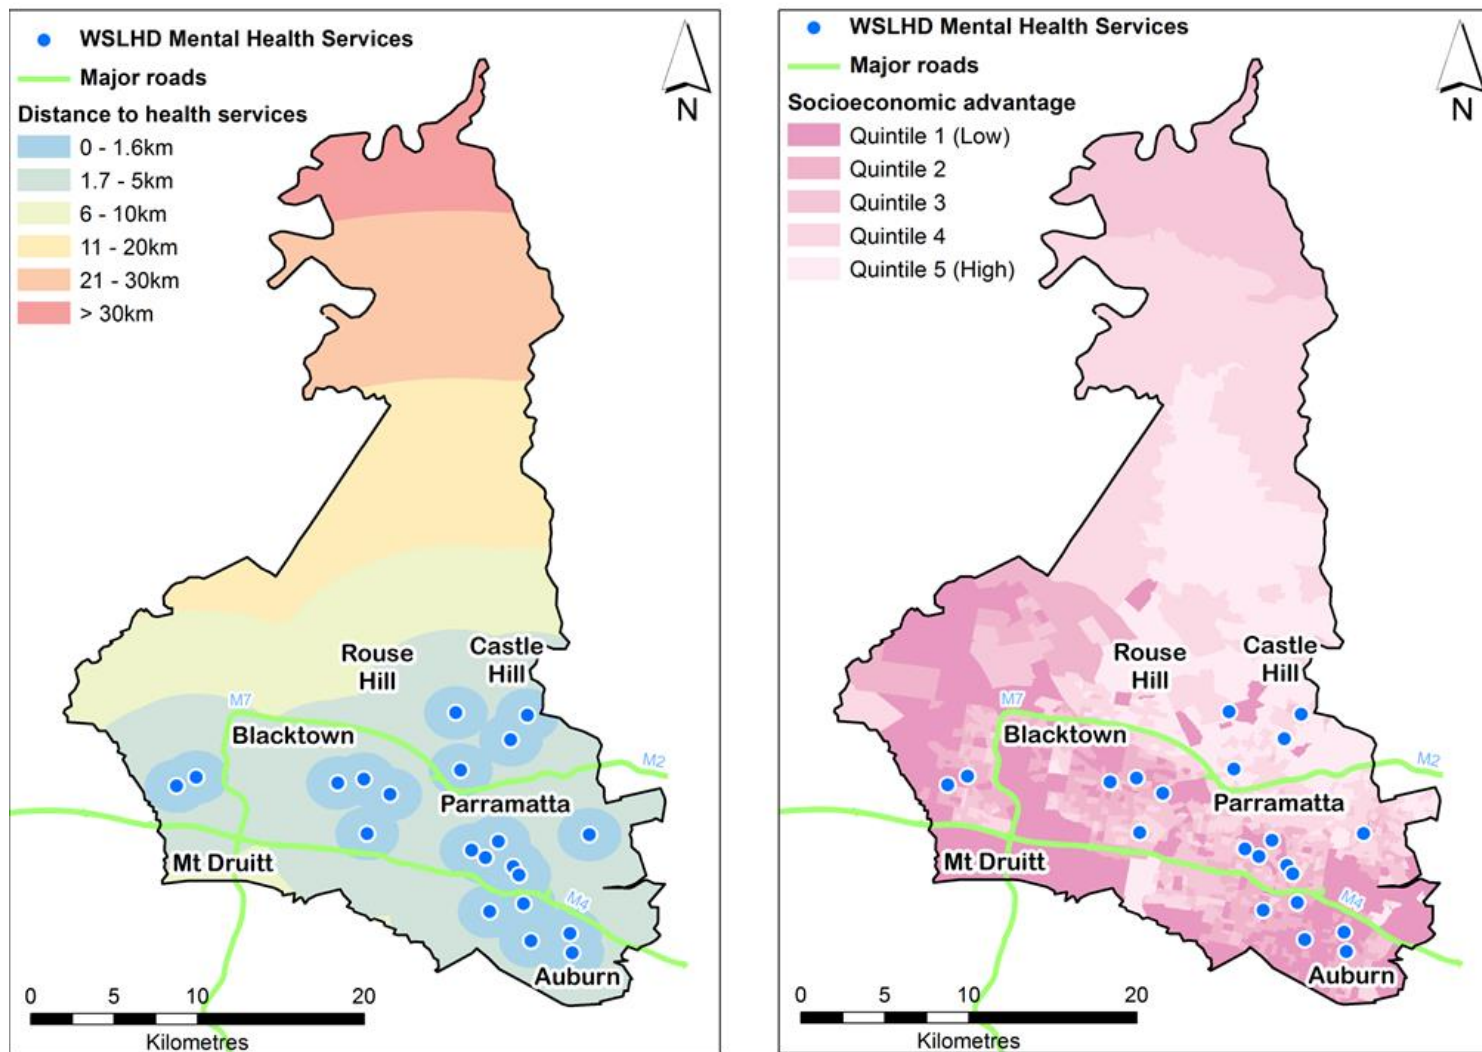 WSLHD Mental Health Services
Major roads
Distance to health services
0 - 1.6km
1.7 - 5km
6 - 10km
11 - 20km
21 - 30km
> 30km
N
Rouse
Hill
Castle
Hill
M7
Blacktown
M2
Parramatta
Mt Druitt
M4
Auburn
0 5 10 20
Kilometres
WSLHD Mental Health Services
Major roads
Socioeconomic advantage
Quintile 1 (Low)
Quintile 2
Quintile 3
Quintile 4
Quintile 5 (High)
N
Rouse
Hill
Castle
Hill
M7
Blacktown
M2
Parramatta
Mt Druitt
M4
Auburn
0 5 10 20
Kilometres